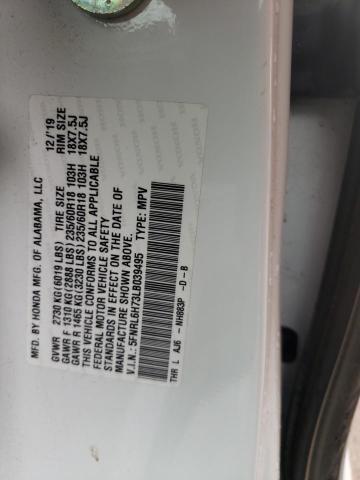 MFD. BY HONDA MFG. OF ALABAMA, LLC 12/'19
GVWR 2730 KG(6019 LBS) TIRE SIZE RIM SIZE
GAWR F 1310 KG(2888 LBS) 235/60R18 103H 18X7.5J
GAWR R 1465 KG(3230 LBS) 235/60R18 103H 18X7.5J
THIS VEHICLE CONFORMS TO ALL APPLICABLE
FEDERAL MOTOR VEHICLE SAFETY
STANDARDS IN EFFECT ON THE DATE OF
V.I.N.: 5FNRL6H73LB039495 TYPE: MPV
THR L AJ6 - NH883P -D-B